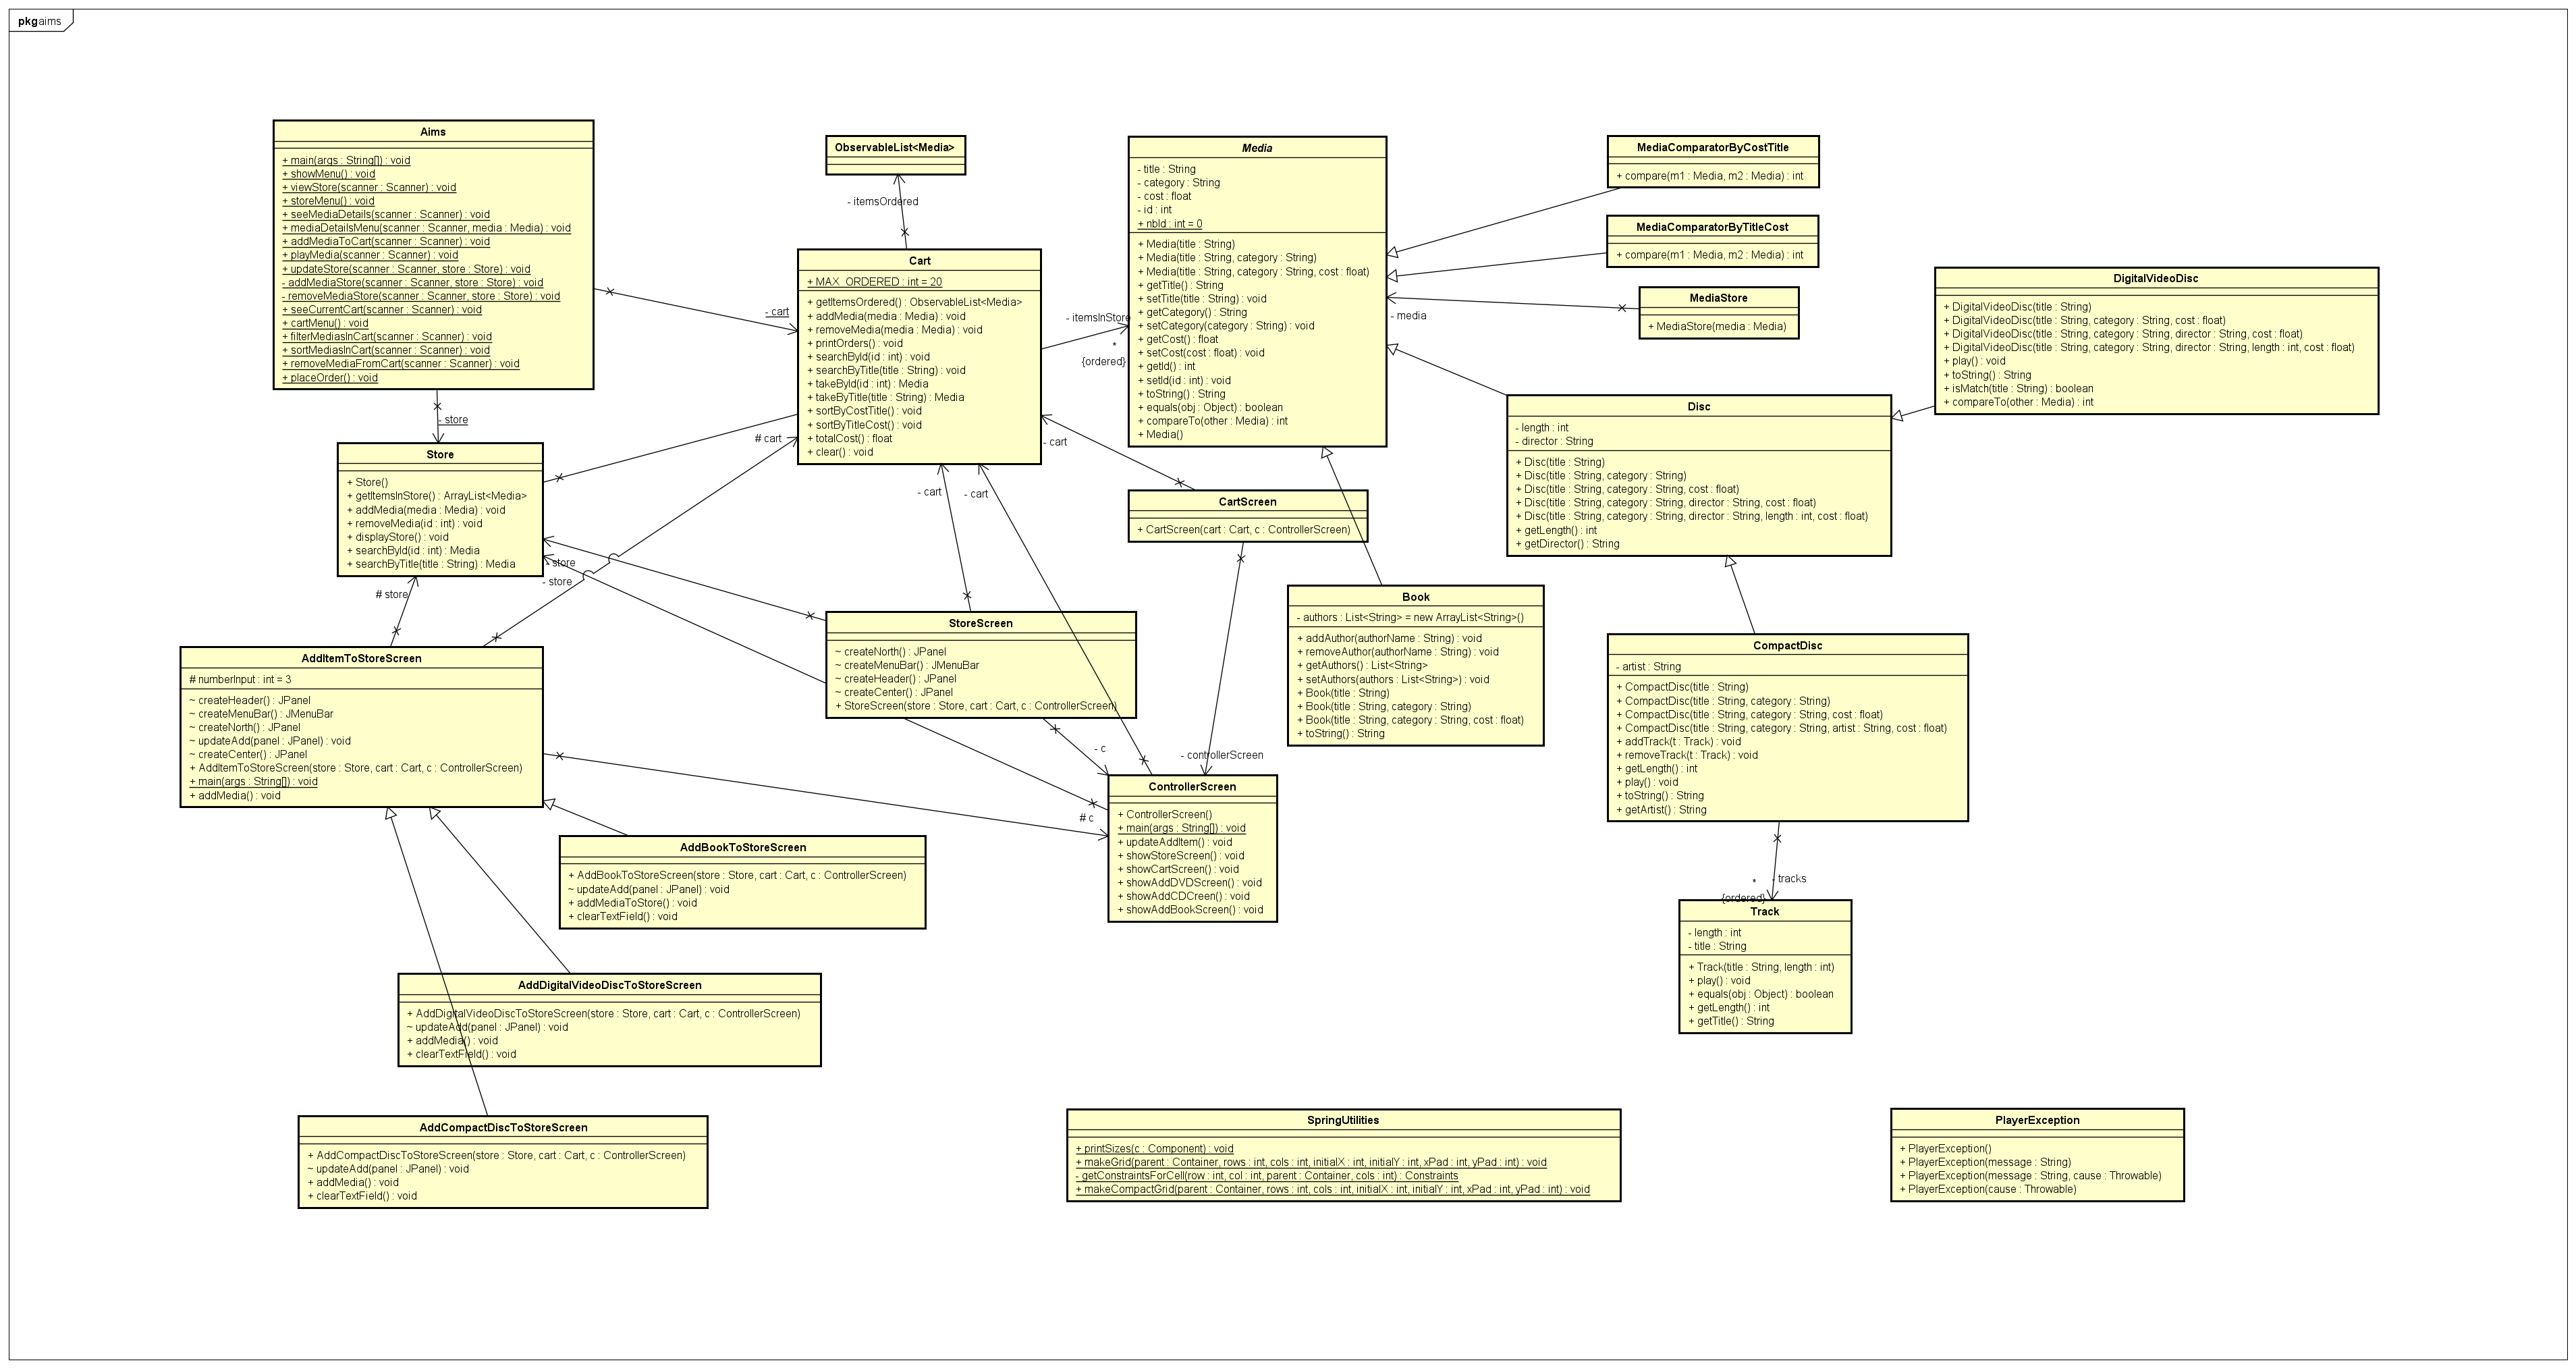 pkg aims
Aims
+ main(args : String[]) : void
+ showMenu() : void
+ viewStore(scanner : Scanner) : void
+ storeMenu() : void
+ seeMediaDetails(scanner : Scanner) : void
+ mediaDetailsMenu(scanner : Scanner, media : Media) : void
+ addMediaToCart(scanner : Scanner) : void
+ playMedia(scanner : Scanner) : void
+ updateStore(scanner : Scanner, store : Store) : void
- addMediaStore(scanner : Scanner, store : Store) : void
- removeMediaStore(scanner : Scanner, store : Store) : void
+ seeCurrentCart(scanner : Scanner) : void
+ cartMenu() : void
+ filterMediasInCart(scanner : Scanner) : void
+ sortMediasInCart(scanner : Scanner) : void
+ removeMediaFromCart(scanner : Scanner) : void
+ placeOrder() : void
ObservableList<Media>
- itemsOrdered
Cart
+ MAX_ORDERED : int = 20
+ getItemsOrdered() : ObservableList<Media>
+ addMedia(media : Media) : void
+ removeMedia(media : Media) : void
+ printOrders() : void
+ searchById(id : int) : void
+ searchByTitle(title : String) : void
+ takeById(id : int) : Media
+ takeByTitle(title : String) : Media
+ sortByCostTitle() : void
+ sortByTitleCost() : void
+ totalCost() : float
+ clear() : void
- cart
- itemsInStore
*
{ordered}
Media
- title : String
- category : String
- cost : float
- id : int
+ nbId : int = 0
+ Media(title : String)
+ Media(title : String, category : String)
+ Media(title : String, category : String, cost : float)
+ getTitle() : String
+ setTitle(title : String) : void
+ getCategory() : String
+ setCategory(category : String) : void
+ getCost() : float
+ setCost(cost : float) : void
+ getId() : int
+ setId(id : int) : void
+ toString() : String
+ equals(obj : Object) : boolean
+ compareTo(other : Media) : int
+ Media()
MediaComparatorByCostTitle
+ compare(m1 : Media, m2 : Media) : int
MediaComparatorByTitleCost
+ compare(m1 : Media, m2 : Media) : int
MediaStore
+ MediaStore(media : Media)
- media
DigitalVideoDisc
+ DigitalVideoDisc(title : String)
+ DigitalVideoDisc(title : String, category : String, cost : float)
+ DigitalVideoDisc(title : String, category : String, director : String, cost : float)
+ DigitalVideoDisc(title : String, category : String, director : String, length : int, cost : float)
+ play() : void
+ toString() : String
+ isMatch(title : String) : boolean
+ compareTo(other : Media) : int
Disc
- length : int
- director : String
+ Disc(title : String)
+ Disc(title : String, category : String)
+ Disc(title : String, category : String, cost : float)
+ Disc(title : String, category : String, director : String, cost : float)
+ Disc(title : String, category : String, director : String, length : int, cost : float)
+ getLength() : int
+ getDirector() : String
- store
Store
+ Store()
+ getItemsInStore() : ArrayList<Media>
+ addMedia(media : Media) : void
+ removeMedia(id : int) : void
+ displayStore() : void
+ searchById(id : int) : Media
+ searchByTitle(title : String) : Media
# cart
- cart
- cart
- cart
- store
- store
# store
CartScreen
+ CartScreen(cart : Cart, c : ControllerScreen)
StoreScreen
~ createNorth() : JPanel
~ createMenuBar() : JMenuBar
~ createHeader() : JPanel
~ createCenter() : JPanel
+ StoreScreen(store : Store, cart : Cart, c : ControllerScreen)
Book
- authors : List<String> = new ArrayList<String>()
+ addAuthor(authorName : String) : void
+ removeAuthor(authorName : String) : void
+ getAuthors() : List<String>
+ setAuthors(authors : List<String>) : void
+ Book(title : String)
+ Book(title : String, category : String)
+ Book(title : String, category : String, cost : float)
+ toString() : String
CompactDisc
- artist : String
+ CompactDisc(title : String)
+ CompactDisc(title : String, category : String)
+ CompactDisc(title : String, category : String, cost : float)
+ CompactDisc(title : String, category : String, artist : String, cost : float)
+ addTrack(t : Track) : void
+ removeTrack(t : Track) : void
+ getLength() : int
+ play() : void
+ toString() : String
+ getArtist() : String
AddItemToStoreScreen
# numberInput : int = 3
~ createHeader() : JPanel
~ createMenuBar() : JMenuBar
~ createNorth() : JPanel
~ updateAdd(panel : JPanel) : void
~ createCenter() : JPanel
+ AddItemToStoreScreen(store : Store, cart : Cart, c : ControllerScreen)
+ main(args : String[]) : void
+ addMedia() : void
- c
- controllerScreen
# c
ControllerScreen
+ ControllerScreen()
+ main(args : String[]) : void
+ updateAddItem() : void
+ showStoreScreen() : void
+ showCartScreen() : void
+ showAddDVDScreen() : void
+ showAddCDCreen() : void
+ showAddBookScreen() : void
AddBookToStoreScreen
+ AddBookToStoreScreen(store : Store, cart : Cart, c : ControllerScreen)
~ updateAdd(panel : JPanel) : void
+ addMediaToStore() : void
+ clearTextField() : void
*
- tracks
{ordered}
Track
- length : int
- title : String
+ Track(title : String, length : int)
+ play() : void
+ equals(obj : Object) : boolean
+ getLength() : int
+ getTitle() : String
AddDigitalVideoDiscToStoreScreen
+ AddDigitalVideoDiscToStoreScreen(store : Store, cart : Cart, c : ControllerScreen)
~ updateAdd(panel : JPanel) : void
+ addMedia() : void
+ clearTextField() : void
AddCompactDiscToStoreScreen
+ AddCompactDiscToStoreScreen(store : Store, cart : Cart, c : ControllerScreen)
~ updateAdd(panel : JPanel) : void
+ addMedia() : void
+ clearTextField() : void
SpringUtilities
+ printSizes(c : Component) : void
+ makeGrid(parent : Container, rows : int, cols : int, initialX : int, initialY : int, xPad : int, yPad : int) : void
- getConstraintsForCell(row : int, col : int, parent : Container, cols : int) : Constraints
+ makeCompactGrid(parent : Container, rows : int, cols : int, initialX : int, initialY : int, xPad : int, yPad : int) : void
PlayerException
+ PlayerException()
+ PlayerException(message : String)
+ PlayerException(message : String, cause : Throwable)
+ PlayerException(cause : Throwable)